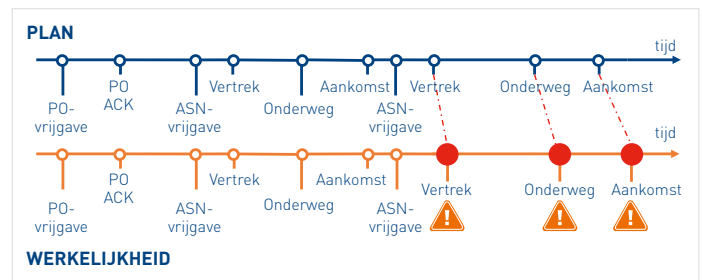 PLAN
tijd
PO-
vrijgave
PO
ACK
ASN-
vrijgave
Vertrek
Onderweg
Aankomst
ASN-
vrijgave
Vertrek
Onderweg
Aankomst
tijd
PO-
vrijgave
PO
ACK
ASN-
vrijgave
Vertrek
Onderweg
Aankomst
ASN-
vrijgave
Vertrek
!
Onderweg
!
Aankomst
!
WERKELIJKHEID